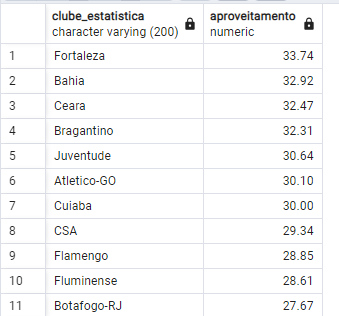 clube_estatistica aproveitamento
character varying (200) numeric
1 Fortaleza 33.74
2 Bahia 32.92
3 Ceara 32.47
4 Bragantino 32.31
5 Juventude 30.64
6 Atletico-GO 30.10
7 Cuiaba 30.00
8 CSA 29.34
9 Flamengo 28.85
10 Fluminense 28.61
11 Botafogo-RJ 27.67